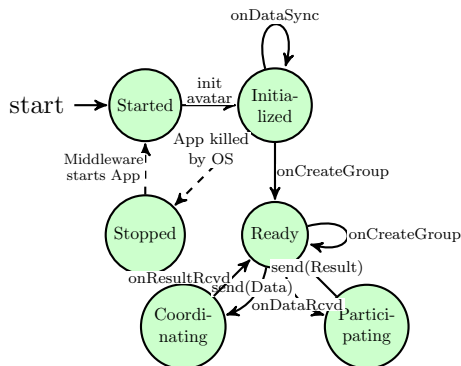 onDataSync
start
Started
init
avatar
Initia-
lized
App killed
by OS
Middleware
starts App
onCreateGroup
Stopped
Ready
onCreateGroup
send(Result)
onResultRcvd
send(Data)
onDataRcvd
Coordi-
nating
Partici-
pating